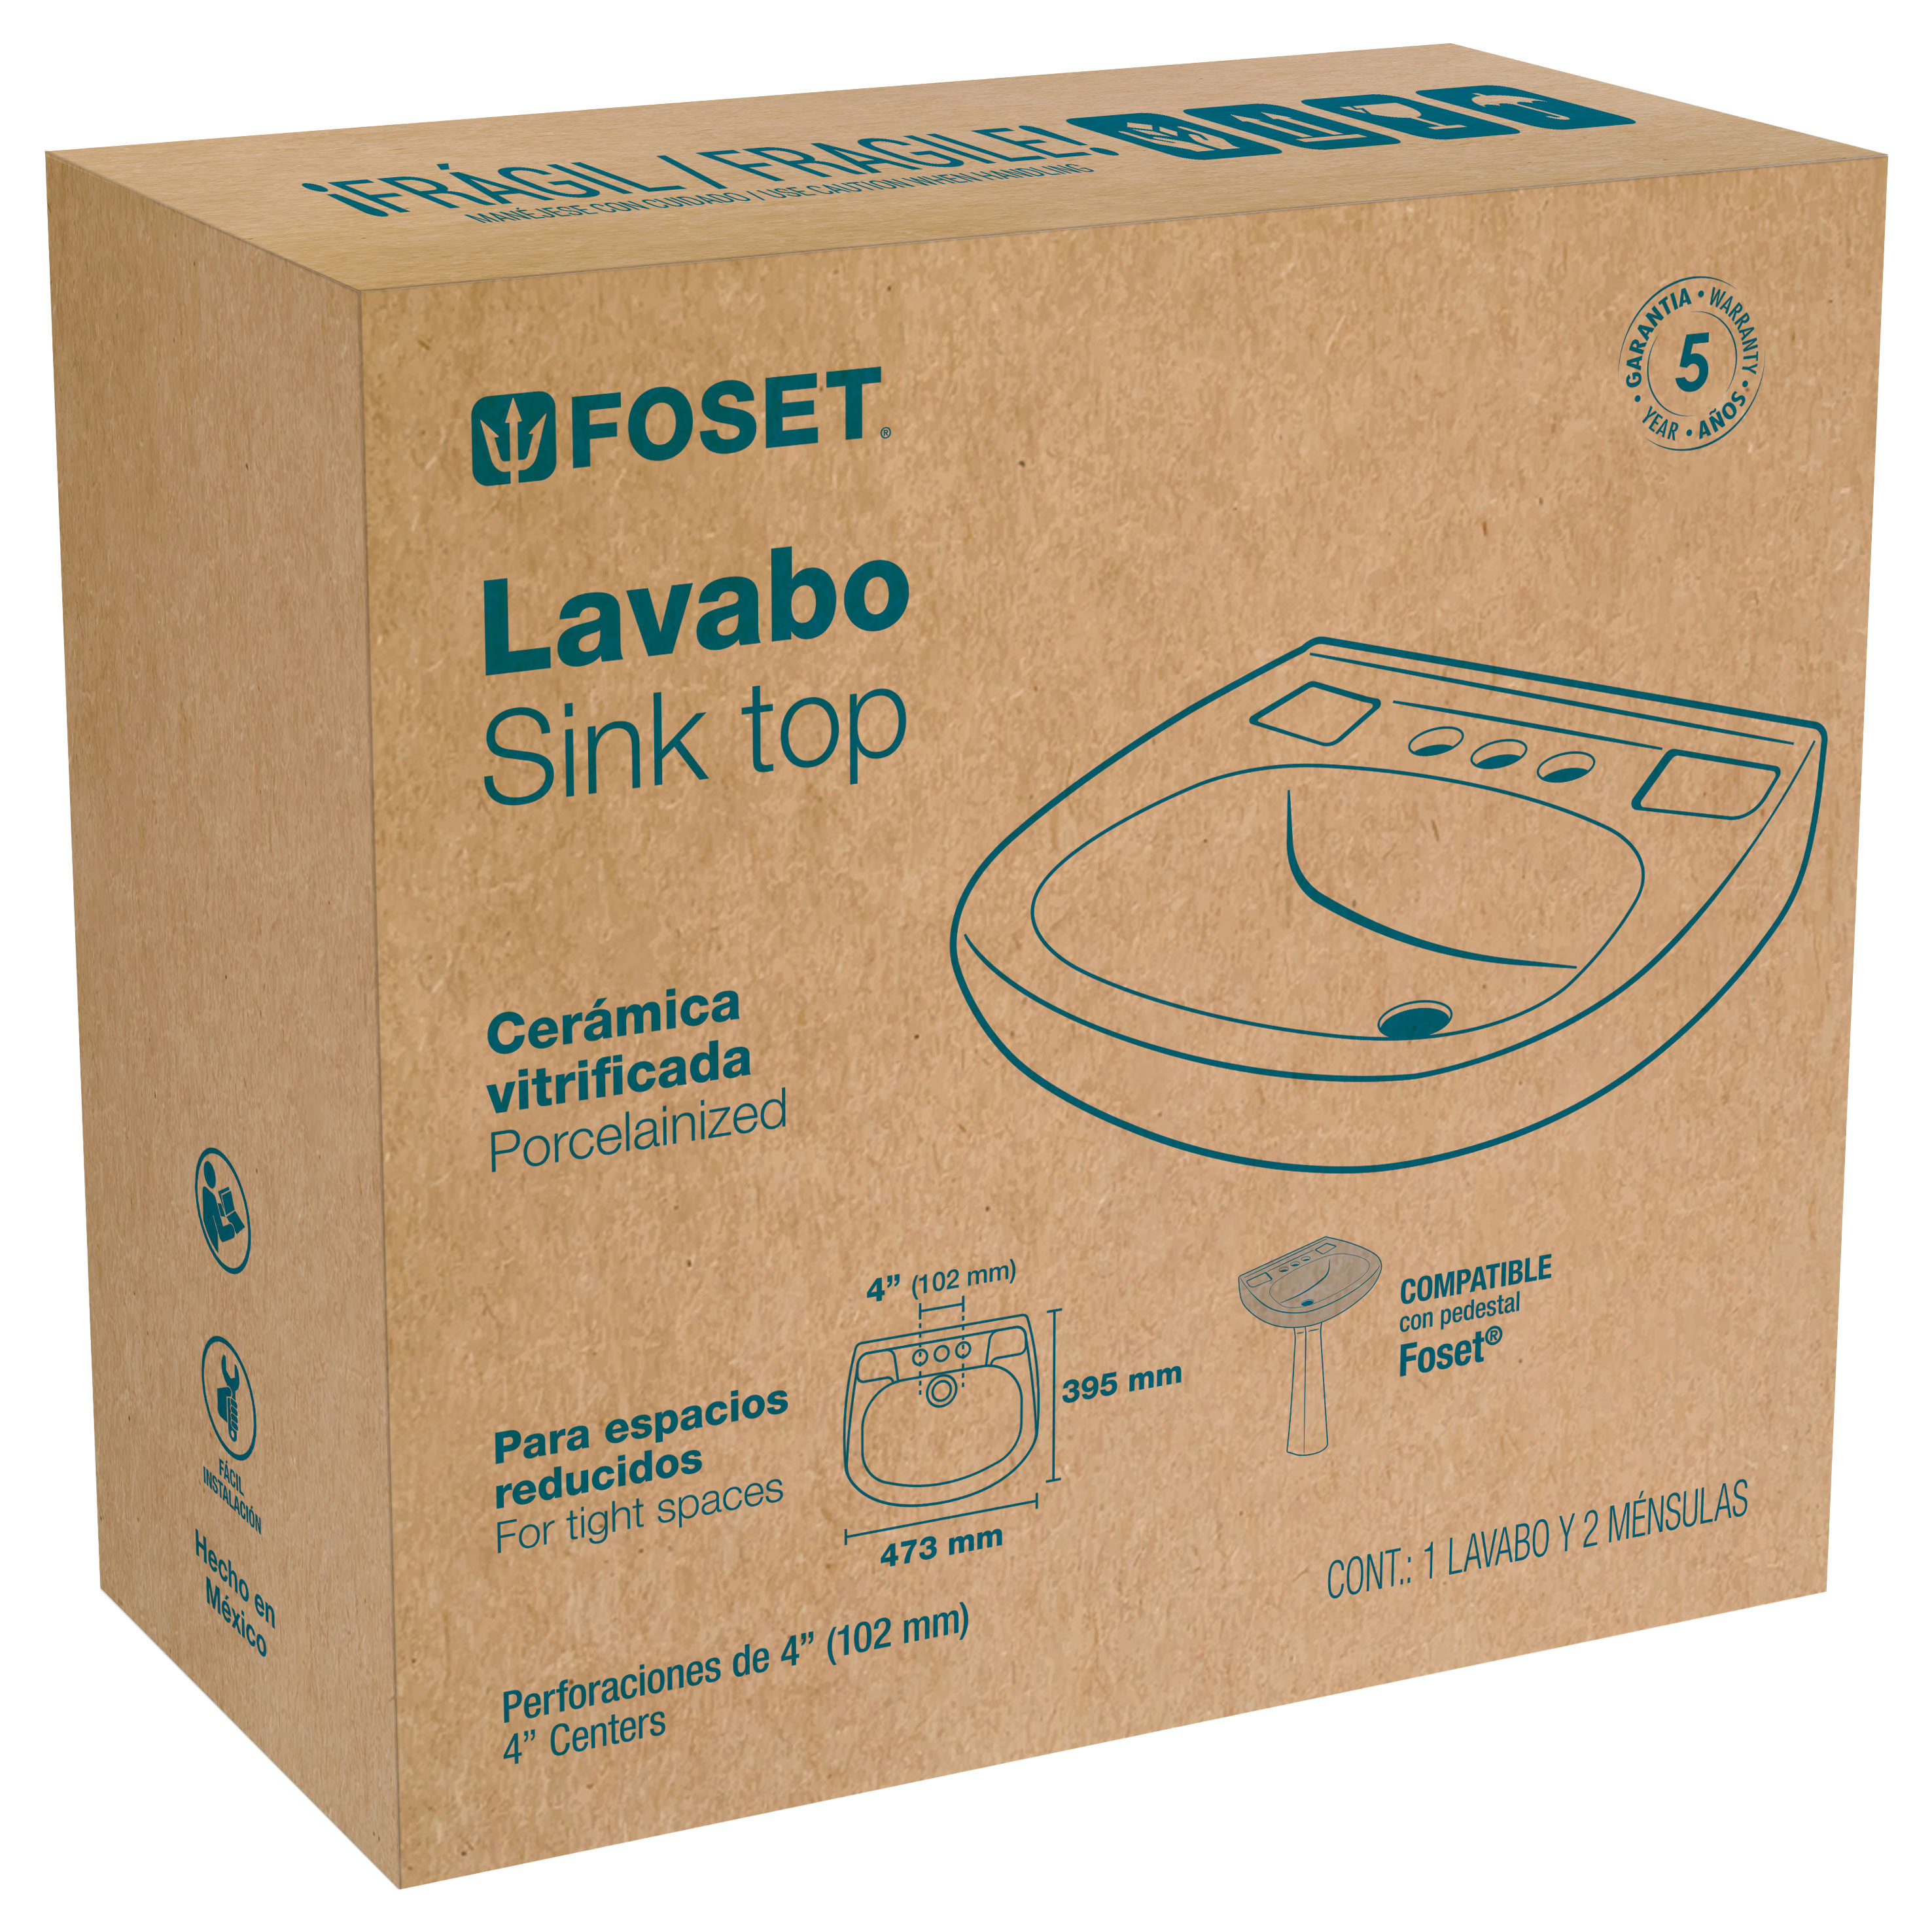 ¡FRÁGIL / FRAGILE!
MANÉJESE CON CUIDADO / USE CAUTION WHEN HANDLING
GARANTIA • WARRANTY •
5
• YEAR • AÑOS
FOSET®
Lavabo
Sink top
Cerámica
vitrificada
Porcelainized
4” (102 mm)
395 mm
473 mm
Para espacios
reducidos
For tight spaces
COMPATIBLE
con pedestal
Foset®
CONT.: 1 LAVABO Y 2 MÉNSULAS
Perforaciones de 4” (102 mm)
4” Centers
FÁCIL
INSTALACIÓN
Hecho en
México